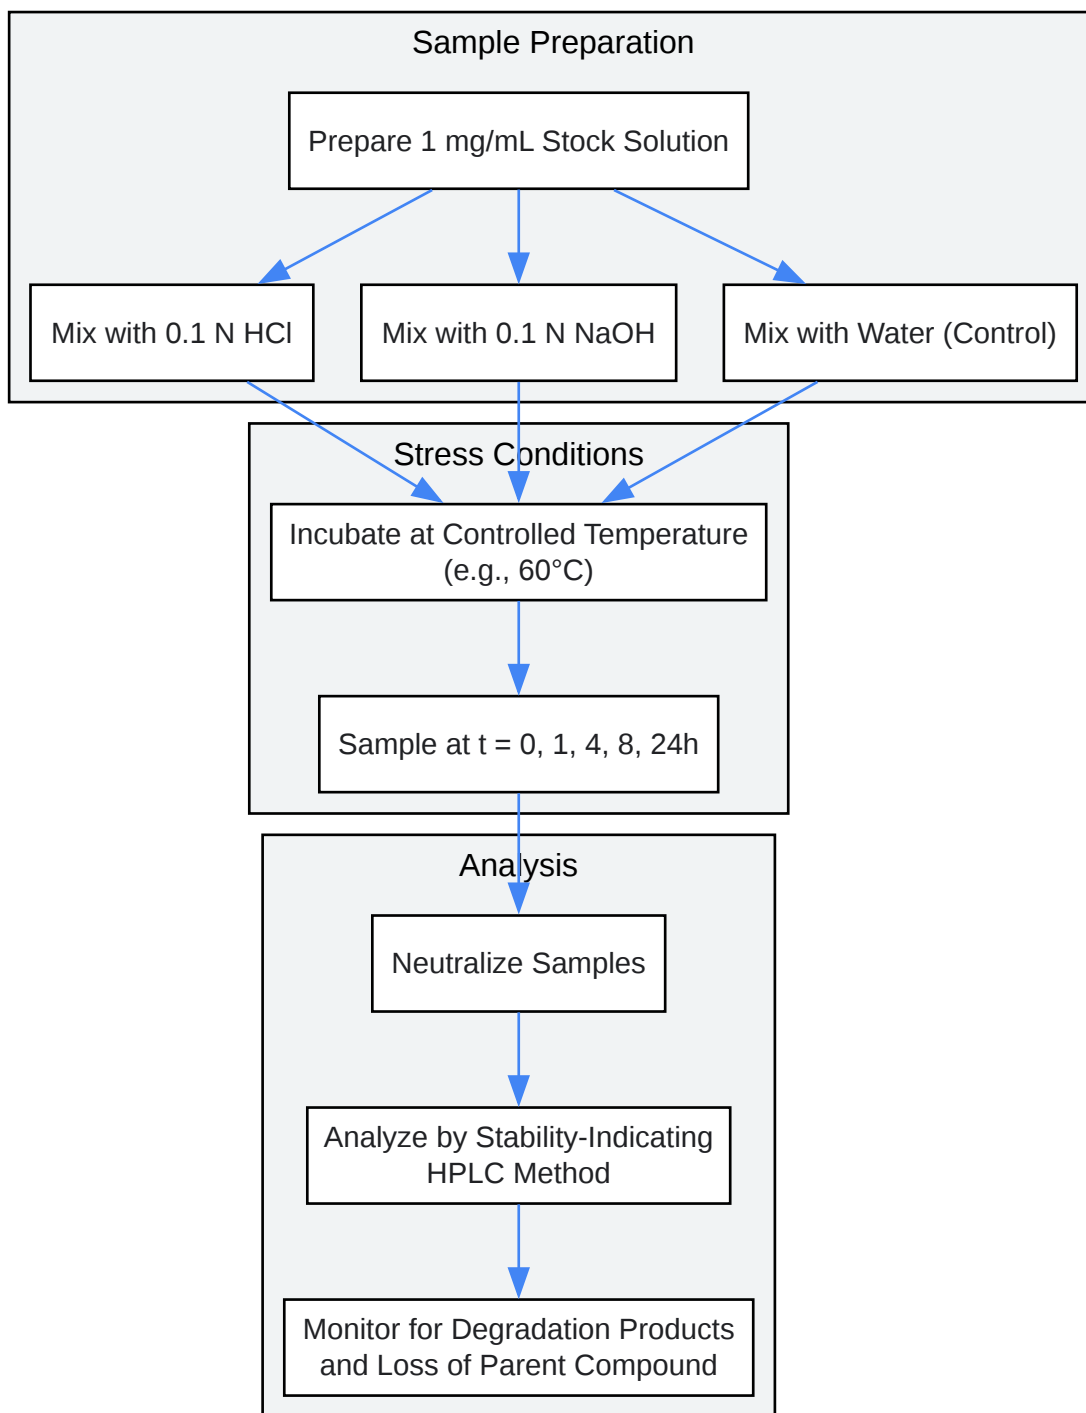 Sample Preparation
Prepare 1 mg/mL Stock Solution
Mix with 0.1 N HCl
Mix with 0.1 N NaOH
Mix with Water (Control)
Stress Conditions
Incubate at Controlled Temperature
(e.g., 60°C)
Sample at t = 0, 1, 4, 8, 24h
Analysis
Neutralize Samples
Analyze by Stability-Indicating
HPLC Method
Monitor for Degradation Products
and Loss of Parent Compound